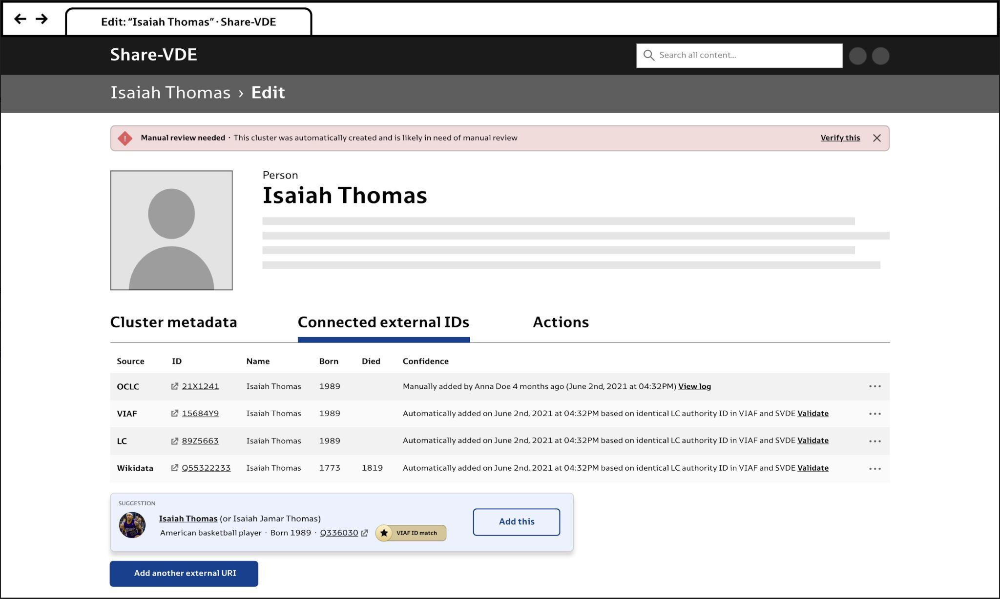 Edit: “Isaiah Thomas” · Share-VDE
Share-VDE
Search all content...
Isaiah Thomas › Edit
Manual review needed · This cluster was automatically created and is likely in need of manual review
Verify this
Person
Isaiah Thomas
Cluster metadata
Connected external IDs
Actions
Source ID Name Born Died Confidence
OCLC 21X1241 Isaiah Thomas 1989 Manually added by Anna Doe 4 months ago (June 2nd, 2021 at 04:32PM) View log
VIAF 15684Y9 Isaiah Thomas 1989 Automatically added on June 2nd, 2021 at 04:32PM based on identical LC authority ID in VIAF and SVDE Validate
LC 89Z5663 Isaiah Thomas 1989 Automatically added on June 2nd, 2021 at 04:32PM based on identical LC authority ID in VIAF and SVDE Validate
Wikidata Q55322233 Isaiah Thomas 1773 1819 Automatically added on June 2nd, 2021 at 04:32PM based on identical LC authority ID in VIAF and SVDE Validate
SUGGESTION
Isaiah Thomas (or Isaiah Jamar Thomas)
American basketball player · Born 1989 · Q336030
VIAF ID match
Add this
Add another external URI